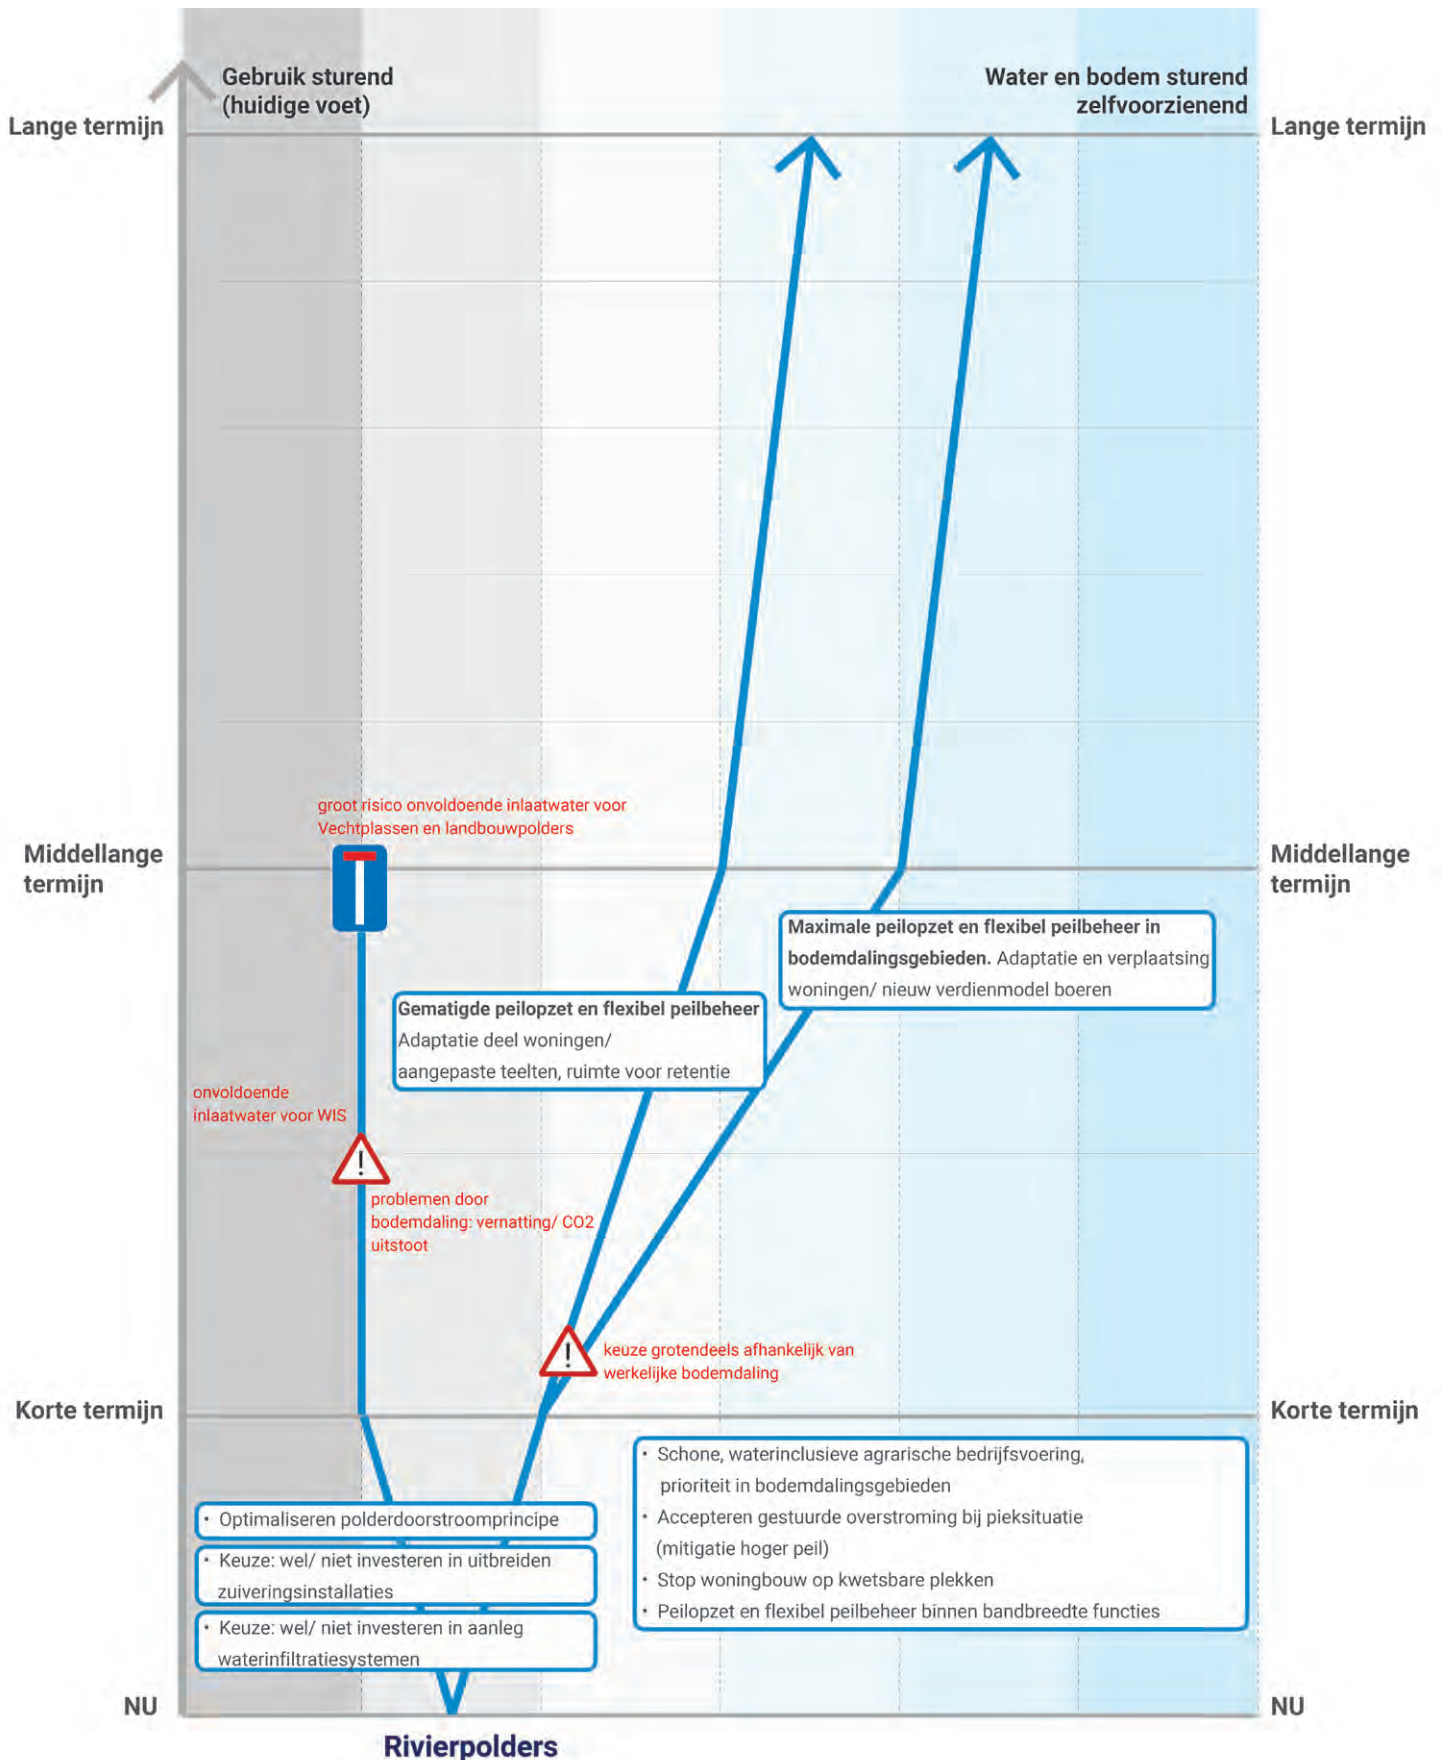 Gebruik sturend
(huidige voet)
Water en bodem sturend
zelfvoorzienend
Lange termijn
Lange termijn
groot risico onvoldoende inlaatwater voor
Vechtplassen en landbouwpolders
Middellange
termijn
Middellange
termijn
Maximale peilopzet en flexibel peilbeheer in
bodemdalingsgebieden. Adaptatie en verplaatsing
woningen/ nieuw verdienmodel boeren
Gematigde peilopzet en flexibel peilbeheer
Adaptatie deel woningen/
aangepaste teelten, ruimte voor retentie
onvoldoende
inlaatwater voor WIS
!
problemen door
bodemdaling: vernatting/ CO2
uitstoot
!
keuze grotendeels afhankelijk van
werkelijke bodemdaling
Korte termijn
Korte termijn
• Schone, waterinclusieve agrarische bedrijfsvoering,
prioriteit in bodemdalingsgebieden
• Accepteren gestuurde overstroming bij pieksituatie
(mitigatie hoger peil)
• Stop woningbouw op kwetsbare plekken
• Peilopzet en flexibel peilbeheer binnen bandbreedte functies
• Optimaliseren polderdoorstroomprincipe
• Keuze: wel/ niet investeren in uitbreiden
zuiveringsinstallaties
• Keuze: wel/ niet investeren in aanleg
waterinfiltratiesystemen
NU
NU
Rivierpolders